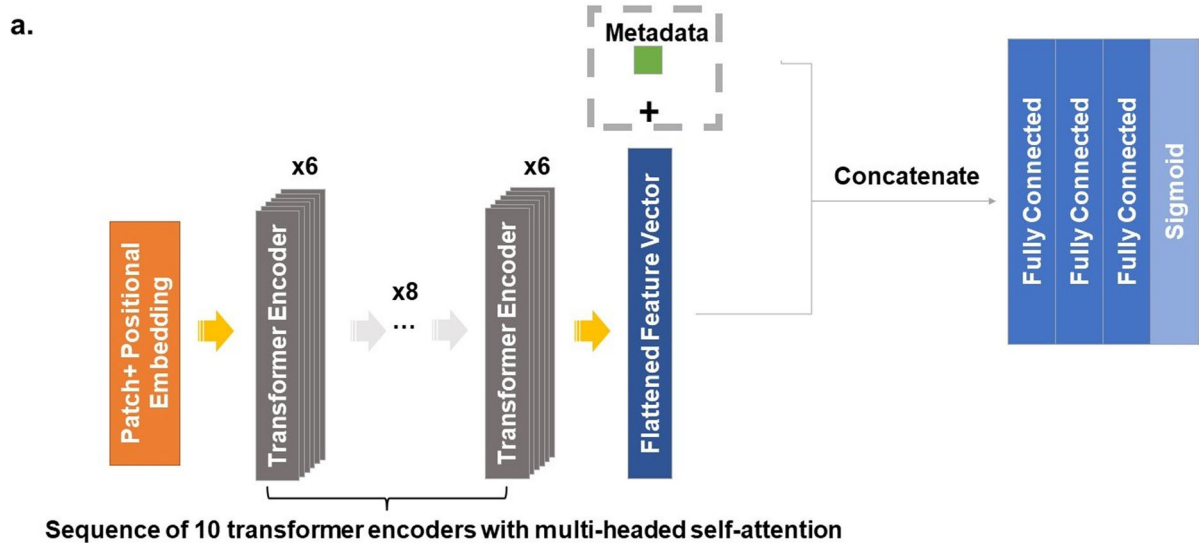 a.
Metadata
+
x6
x6
Patch+ Positional
Embedding
Transformer Encoder
x8
...
Transformer Encoder
Flattened Feature Vector
Concatenate
Fully Connected
Fully Connected
Fully Connected
Sigmoid
Sequence of 10 transformer encoders with multi-headed self-attention